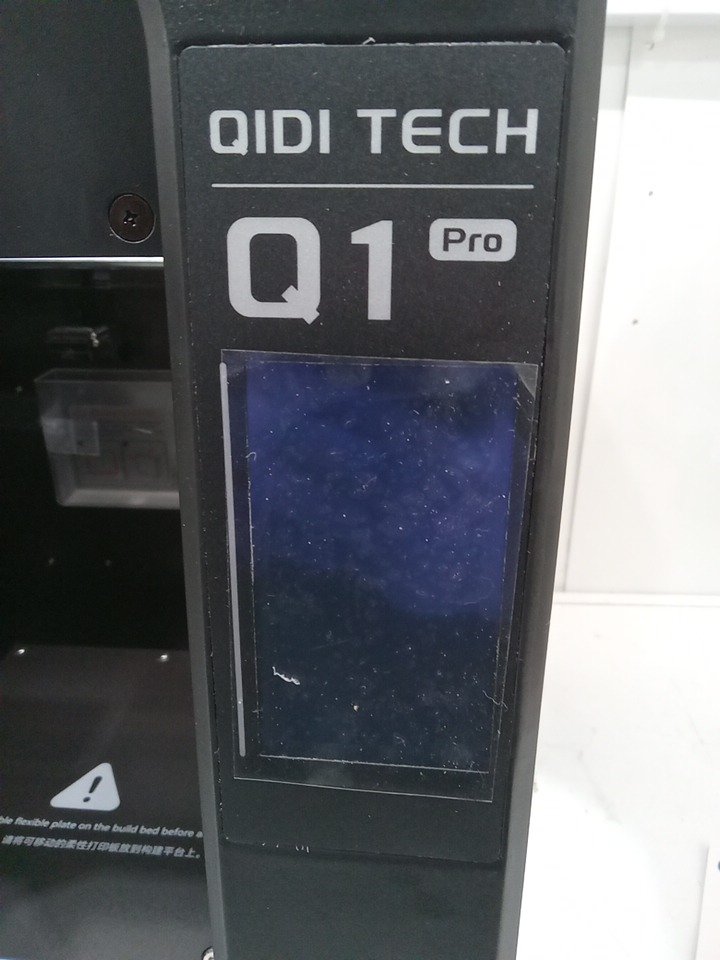 QIDI TECH
Q1 Pro
flexible plate on the build bed before
请将可移动的柔性打印板放到构建平台上。